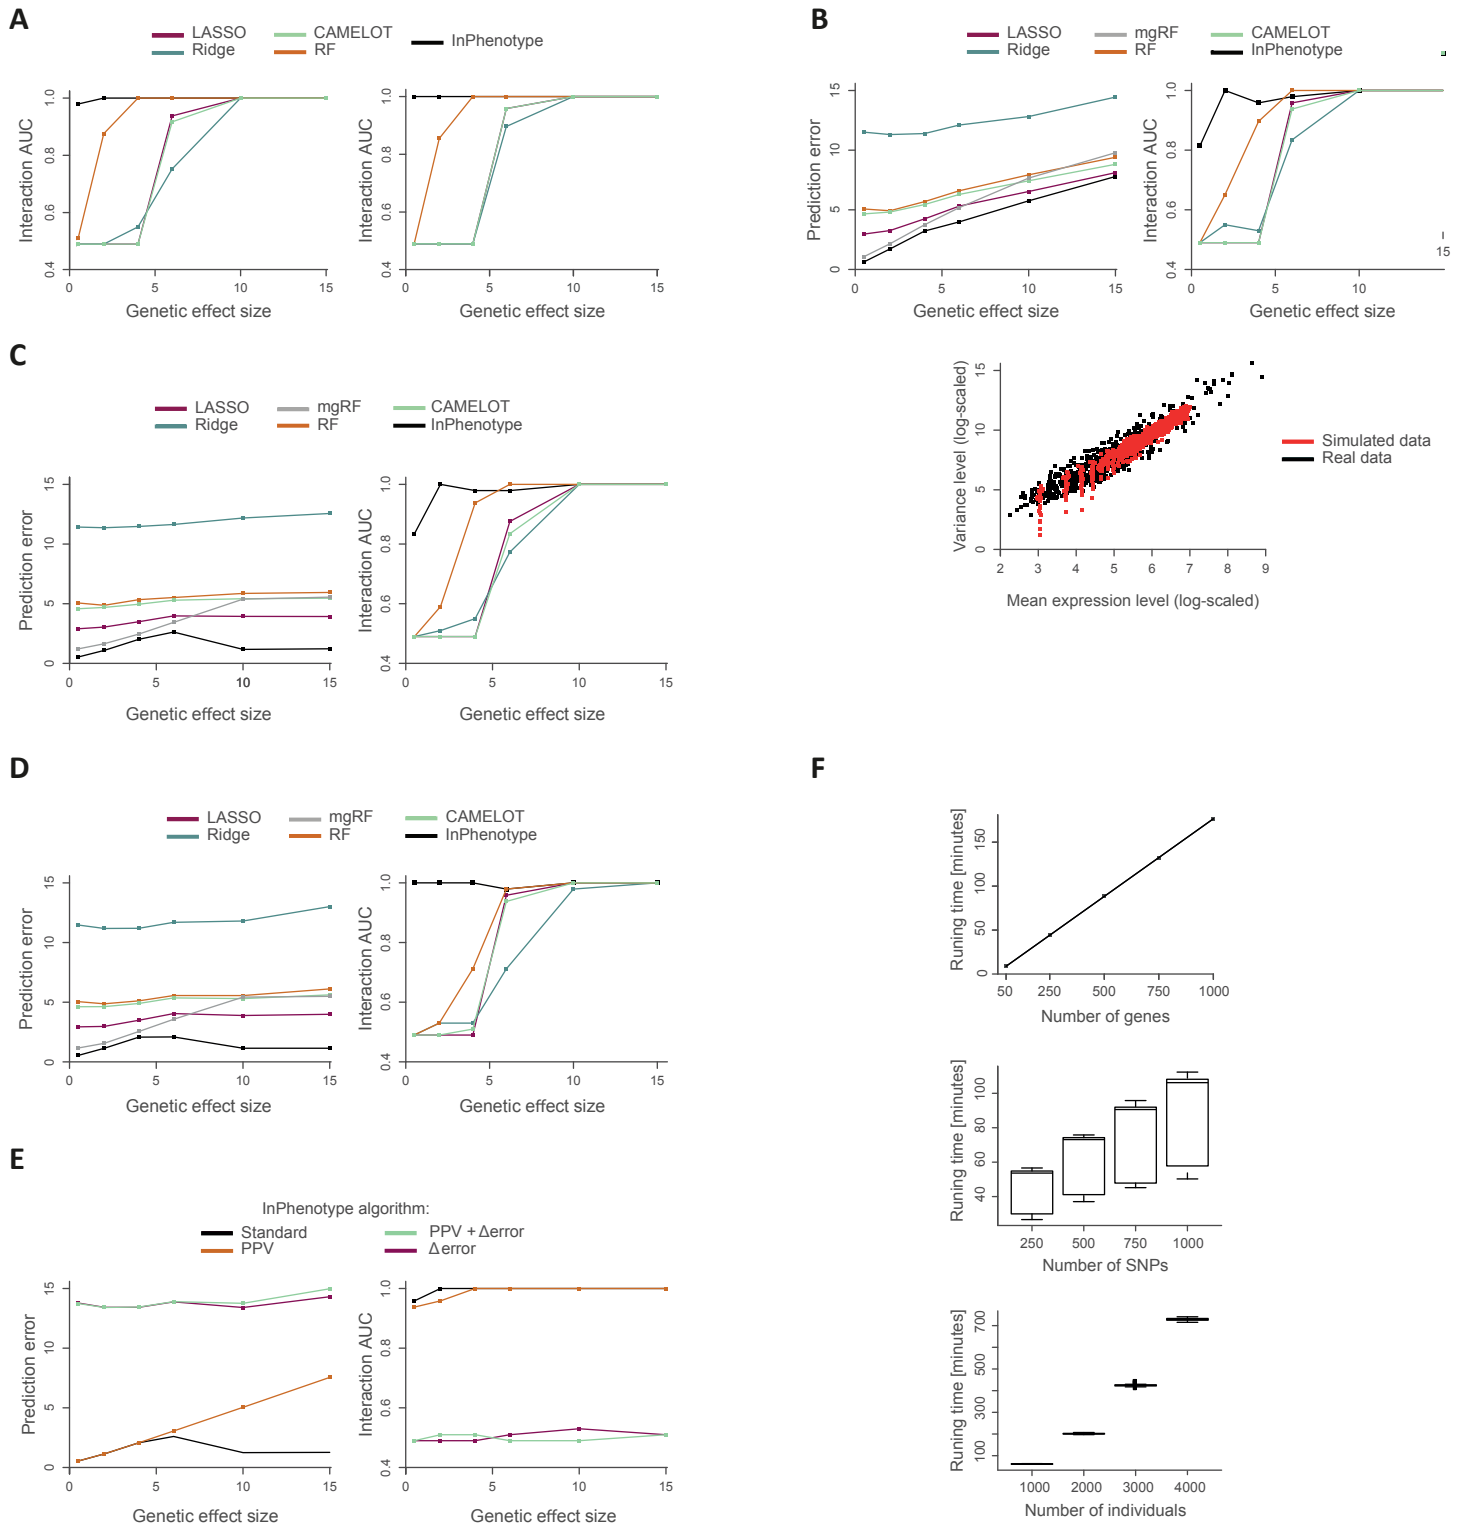 A
LASSO
CAMELOT
InPhenotype
Ridge
RF
Interaction AUC
0.4 0.6 0.8 1.0
0 5 10 15
Genetic effect size
Interaction AUC
0.4 0.6 0.8 1.0
0 5 10 15
Genetic effect size
B
LASSO
mgRF
CAMELOT
Ridge
RF
InPhenotype
Prediction error
0 5 10 15
0 5 10 15
Genetic effect size
Interaction AUC
0.4 0.6 0.8 1.0
0 5 10
15
Genetic effect size
Variance level (log-scaled)
0 5 10 15
2 3 4 5 6 7 8 9
Mean expression level (log-scaled)
Simulated data
Real data
C
LASSO
mgRF
CAMELOT
Ridge
RF
InPhenotype
Prediction error
0 5 10 15
0 5 10 15
Genetic effect size
Interaction AUC
0.4 0.6 0.8 1.0
0 5 10 15
Genetic effect size
D
LASSO
mgRF
CAMELOT
Ridge
RF
InPhenotype
Prediction error
0 5 10 15
0 5 10 15
Genetic effect size
Interaction AUC
0.4 0.6 0.8 1.0
0 5 10 15
Genetic effect size
E
InPhenotype algorithm:
Standard
PPV + Δerror
PPV
Δ error
Prediction error
0 5 10 15
0 5 10 15
Genetic effect size
Interaction AUC
0.4 0.6 0.8 1.0
0 5 10 15
Genetic effect size
F
Runing time [minutes]
0 50 100 150
50 250 500 750 1000
Number of genes
Runing time [minutes]
40 60 80 100
250 500 750 1000
Number of SNPs
Runing time [minutes]
100 300 500 700
1000 2000 3000 4000
Number of individuals